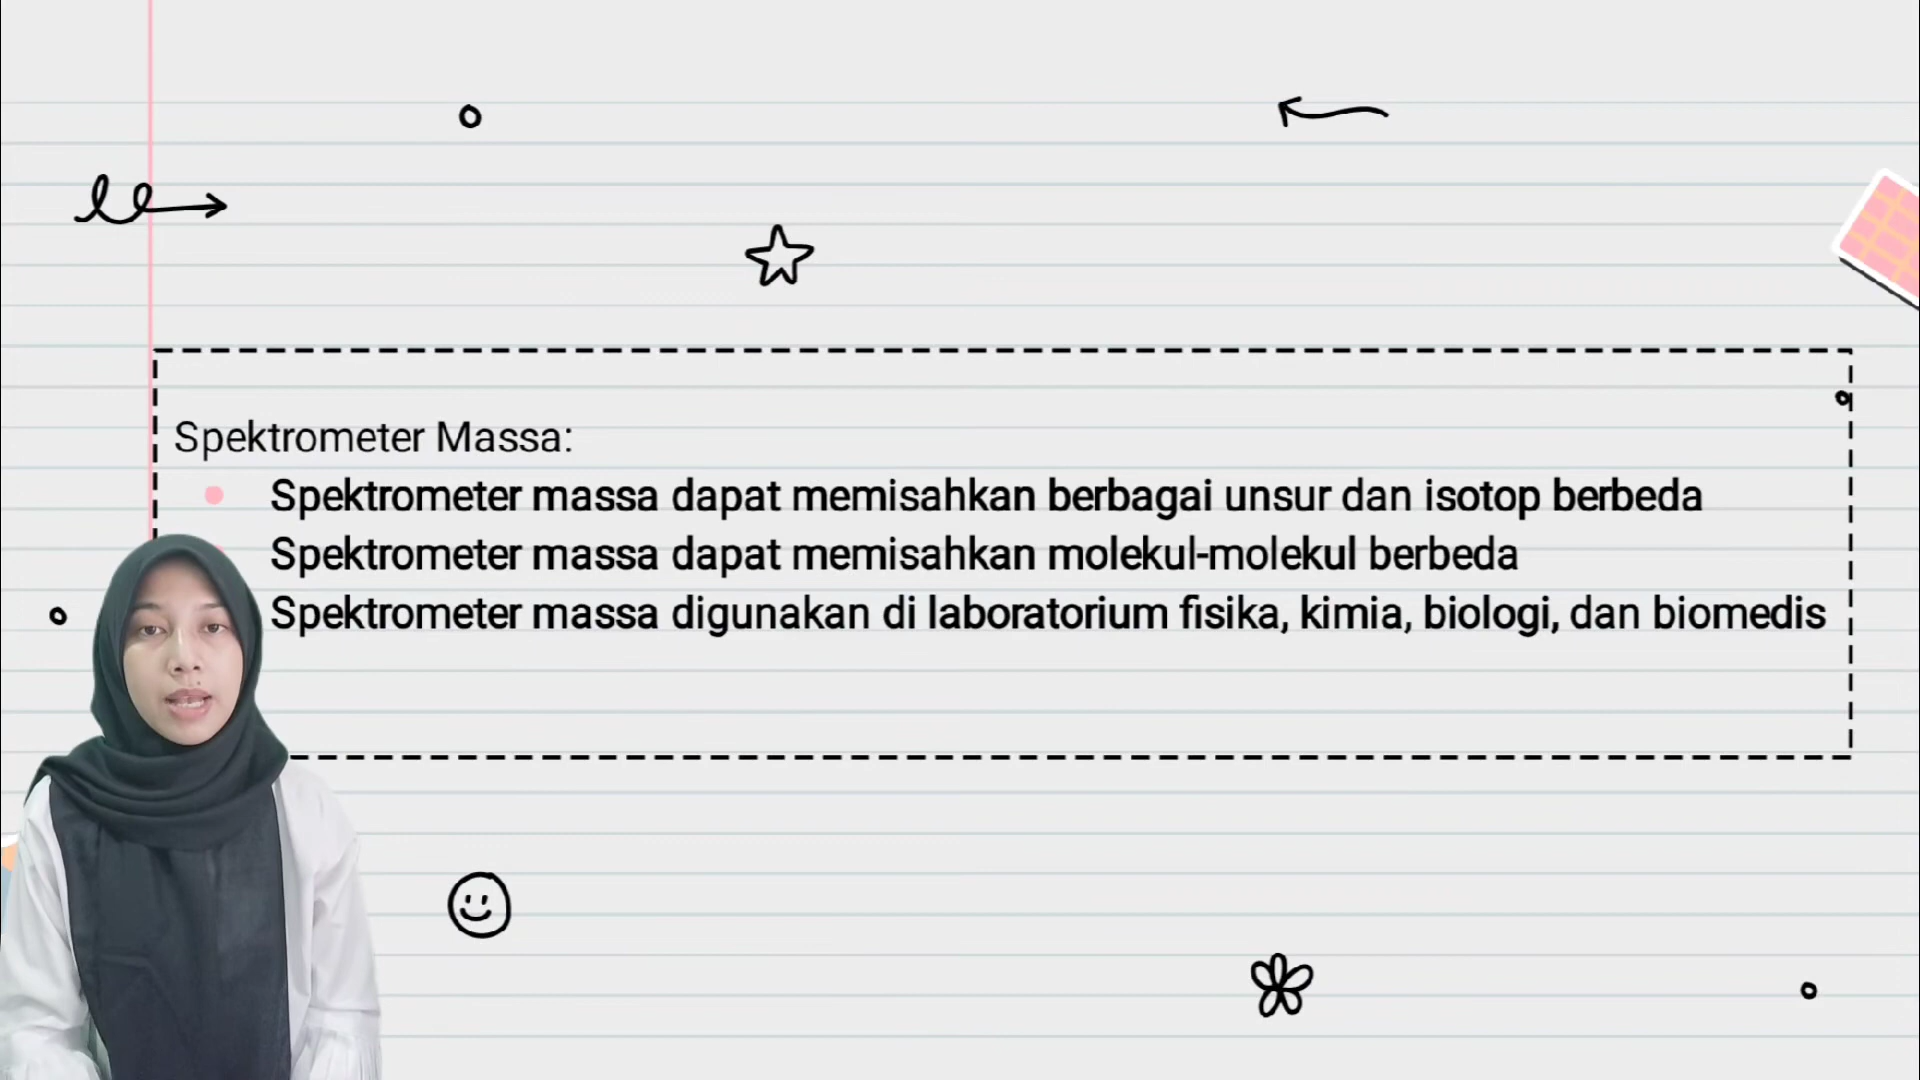 Spektrometer Massa:
Spektrometer massa dapat memisahkan berbagai unsur dan isotop berbeda
Spektrometer massa dapat memisahkan molekul-molekul berbeda
Spektrometer massa digunakan di laboratorium fisika, kimia, biologi, dan biomedis